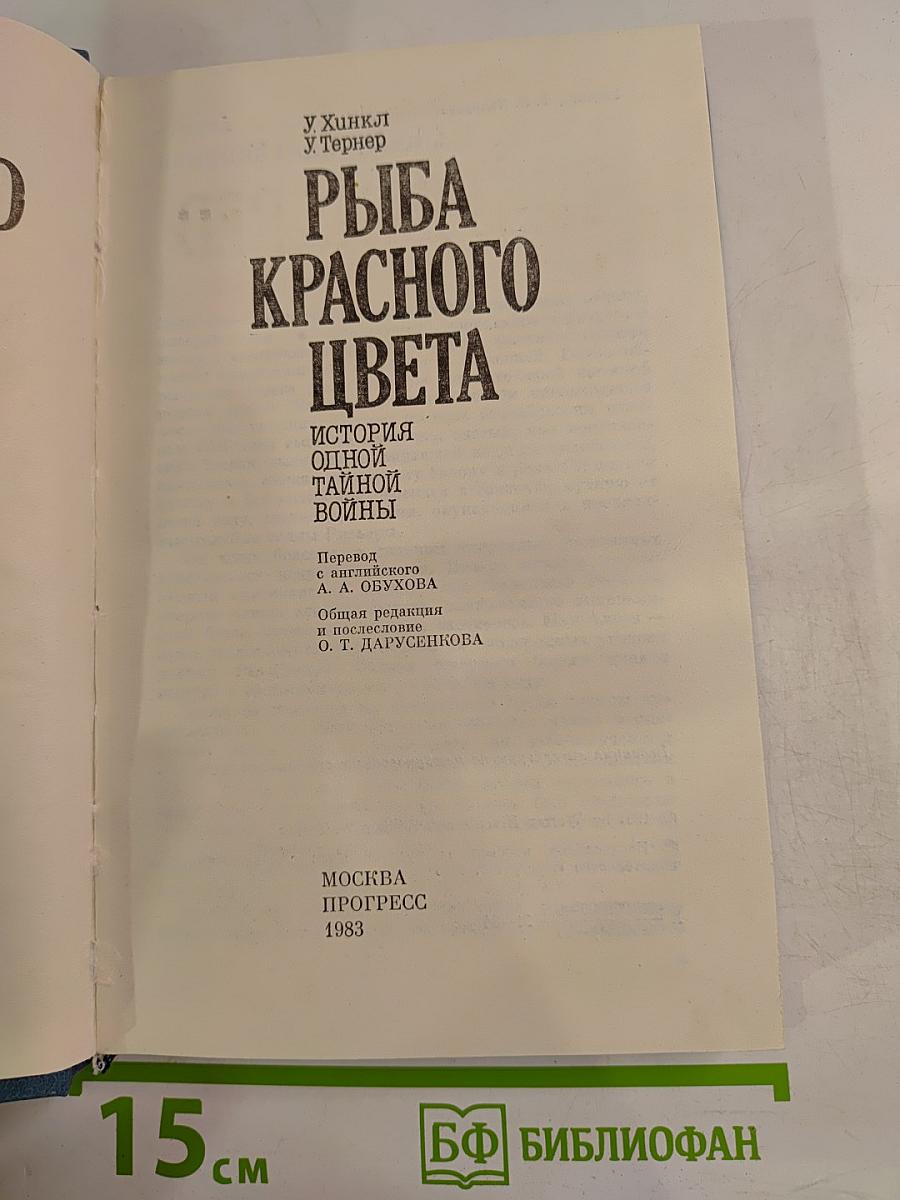 У. Хинкл
У. Тернер
РЫБА
КРАСНОГО
ЦВЕТА
ИСТОРИЯ
ОДНОЙ
ТАЙНОЙ
ВОЙНЫ
Перевод
с английского
А. А. ОБУХОВА
Общая редакция
и послесловие
О. Т. ДАРУСЕНКОВА
МОСКВА
ПРОГРЕСС
1983
15 см
БФ БИБЛИОФАН